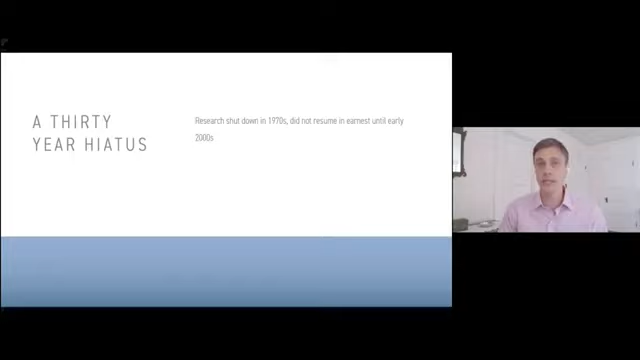 A THIRTY
YEAR HIATUS
Research shut down in 1970s, did not resume in earnest until early
2000s